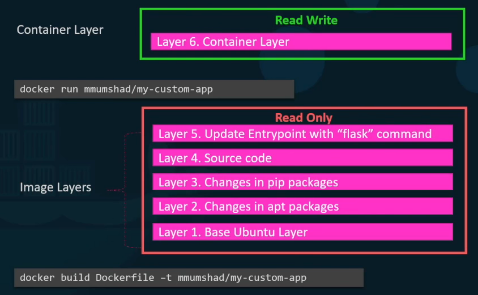 Read Write
Container Layer
Layer 6. Container Layer
docker run mmumshad/my-custom-app
Read Only
Layer 5. Update Entrypoint with “flask” command
Layer 4. Source code
Image Layers
Layer 3. Changes in pip packages
Layer 2. Changes in apt packages
Layer 1. Base Ubuntu Layer
docker build Dockerfile –t mmumshad/my-custom-app